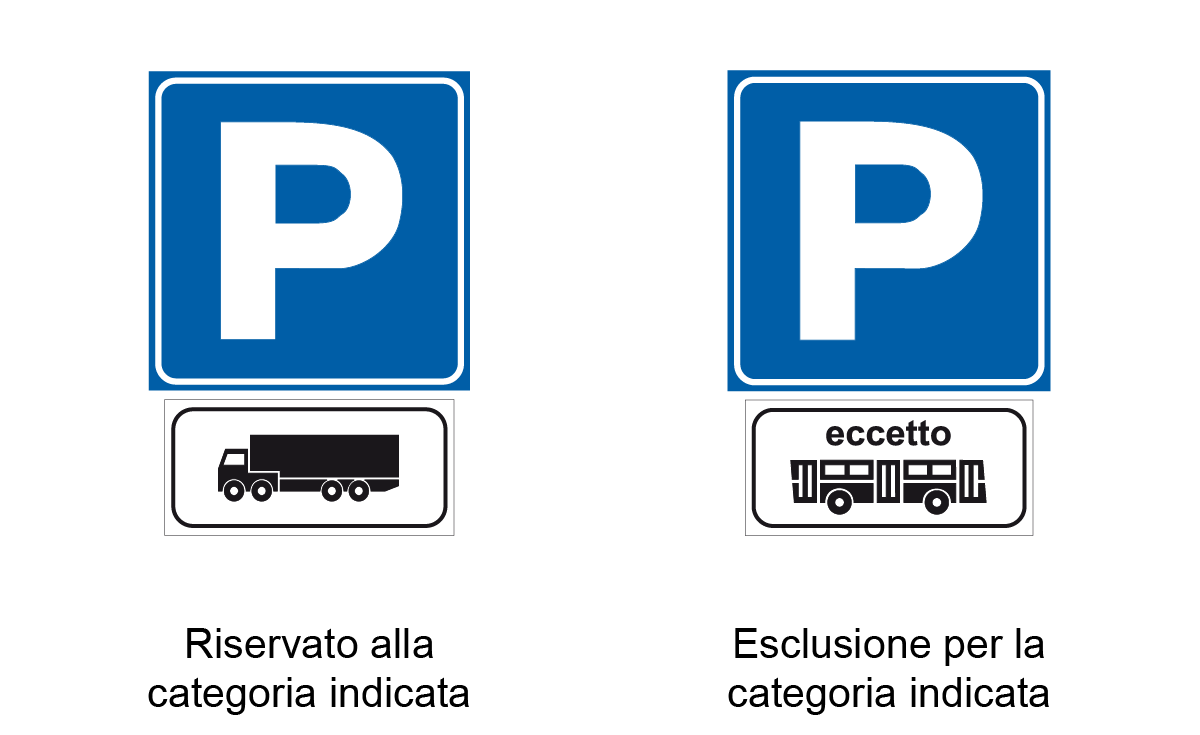 P
P
eccetto
Riservato alla
categoria indicata
Esclusione per la
categoria indicata